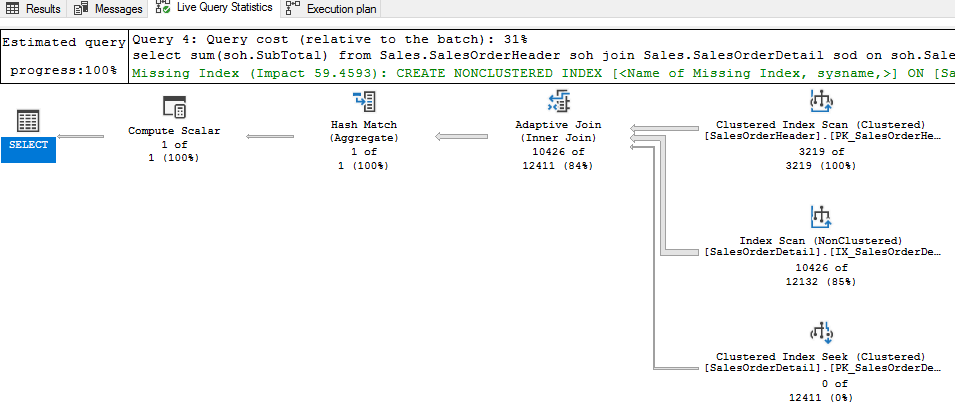 Results Messages Live Query Statistics Execution plan
Estimated query
progress:100%
Query 4: Query cost (relative to the batch): 31%
select sum(soh.SubTotal) from Sales.SalesOrderHeader soh join Sales.SalesOrderDetail sod on soh.Sale
Missing Index (Impact 59.4593): CREATE NONCLUSTERED INDEX [<Name of Missing Index, sysname,>] ON [Sa
SELECT
Compute Scalar
1 of
1 (100%)
Hash Match
(Aggregate)
1 of
1 (100%)
Adaptive Join
(Inner Join)
10426 of
12411 (84%)
Clustered Index Scan (Clustered)
[SalesOrderHeader].[PK_SalesOrderHe…
3219 of
3219 (100%)
Index Scan (NonClustered)
[SalesOrderDetail].[IX_SalesOrderDe…
10426 of
12132 (85%)
Clustered Index Seek (Clustered)
[SalesOrderDetail].[PK_SalesOrderDe…
0 of
12411 (0%)